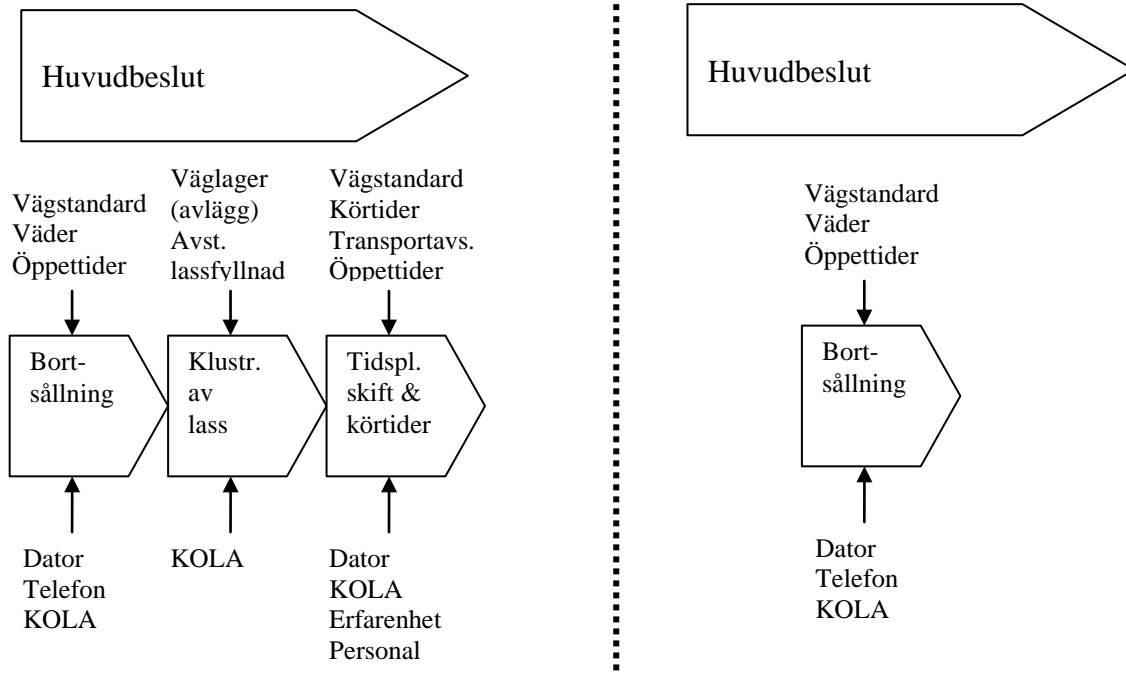 Huvudbeslut
Vägstandard
Väder
Öppettider
Väglager
(avlägg)
Avst.
lassfyllnad
Vägstandard
Körtider
Transportavs.
Öppettider
Bort-
sållning
Klustr.
av
lass
Tidspl.
skift &
körtider
Dator
Telefon
KOLA
KOLA
Dator
KOLA
Erfarenhet
Personal
Huvudbeslut
Vägstandard
Väder
Öppettider
Bort-
sållning
Dator
Telefon
KOLA